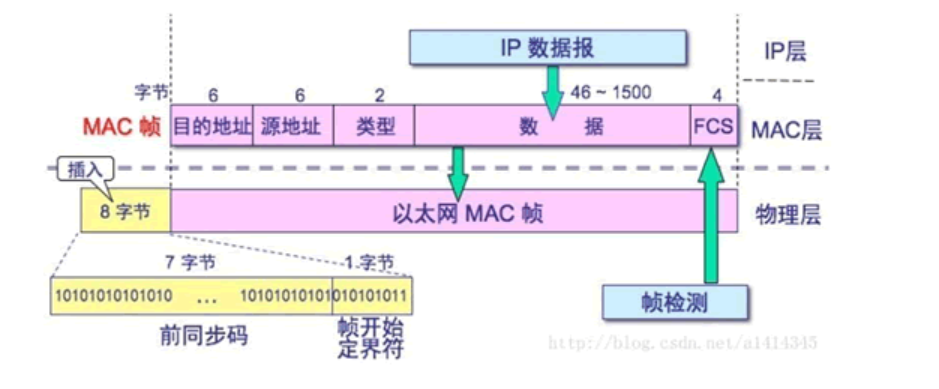 IP 数据报
IP层
字节 6 6 2 46 ~ 1500 4
MAC 帧 目的地址 源地址 类型 数 据 FCS MAC层
插入
8 字节 以太网 MAC 帧 物理层
7 字节 1 字节
10101010101010 ... 10101010101010101011
前同步码
帧开始
定界符
帧检测
http://blog.csdn.net/a1414345